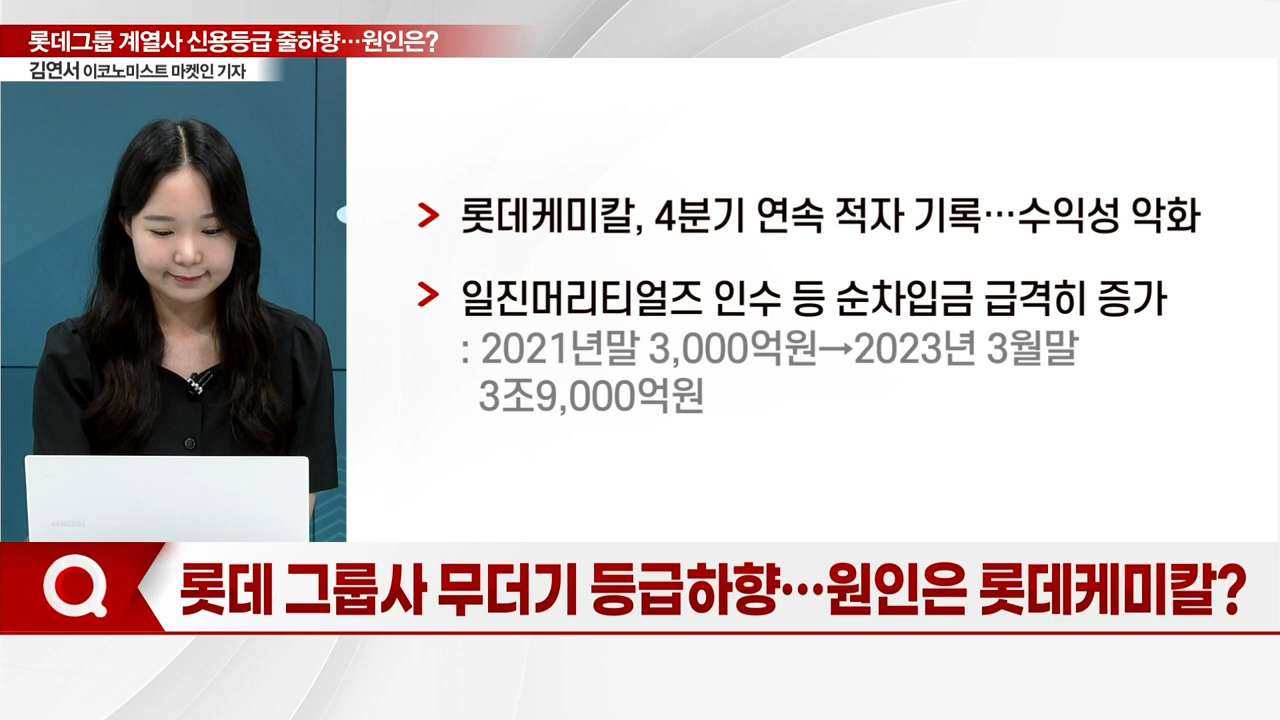 롯데그룹 계열사 신용등급 줄하향…원인은?
김연서 이코노미스트 마켓인 기자
> 롯데케미칼, 4분기 연속 적자 기록…수익성 악화
> 일진머리티얼즈 인수 등 순차입금 급격히 증가
: 2021년말 3,000억원→2023년 3월말
3조9,000억원
SAMSUNG
Q 롯데 그룹사 무더기 등급하향…원인은 롯데케미칼?